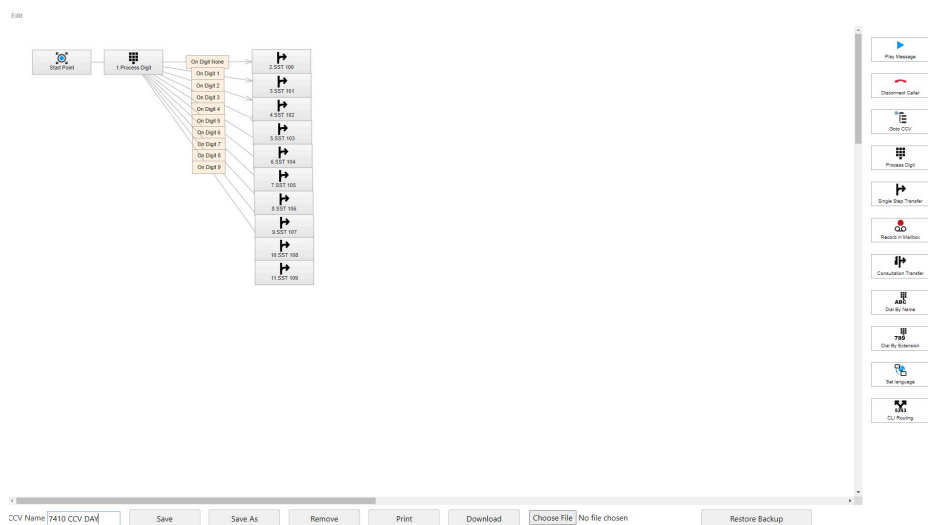 Edit
Start Point
1.Process Digit
On Digit None
On Digit 1
On Digit 2
On Digit 3
On Digit 4
On Digit 5
On Digit 6
On Digit 7
On Digit 8
On Digit 9
2.SST 100
3.SST 101
4.SST 102
5.SST 103
6.SST 104
7.SST 105
8.SST 106
9.SST 107
10.SST 108
11.SST 109
Play Message
Disconnect Caller
Goto CCV
Process Digit
Single Step Transfer
Record in Mailbox
Consultation Transfer
ABC
Dial By Name
789
Dial By Extension
Set language
5343
CLI Routing
CCV Name 7410 CCV DAY Save Save As Remove Print Download Choose File No file chosen Restore Backup